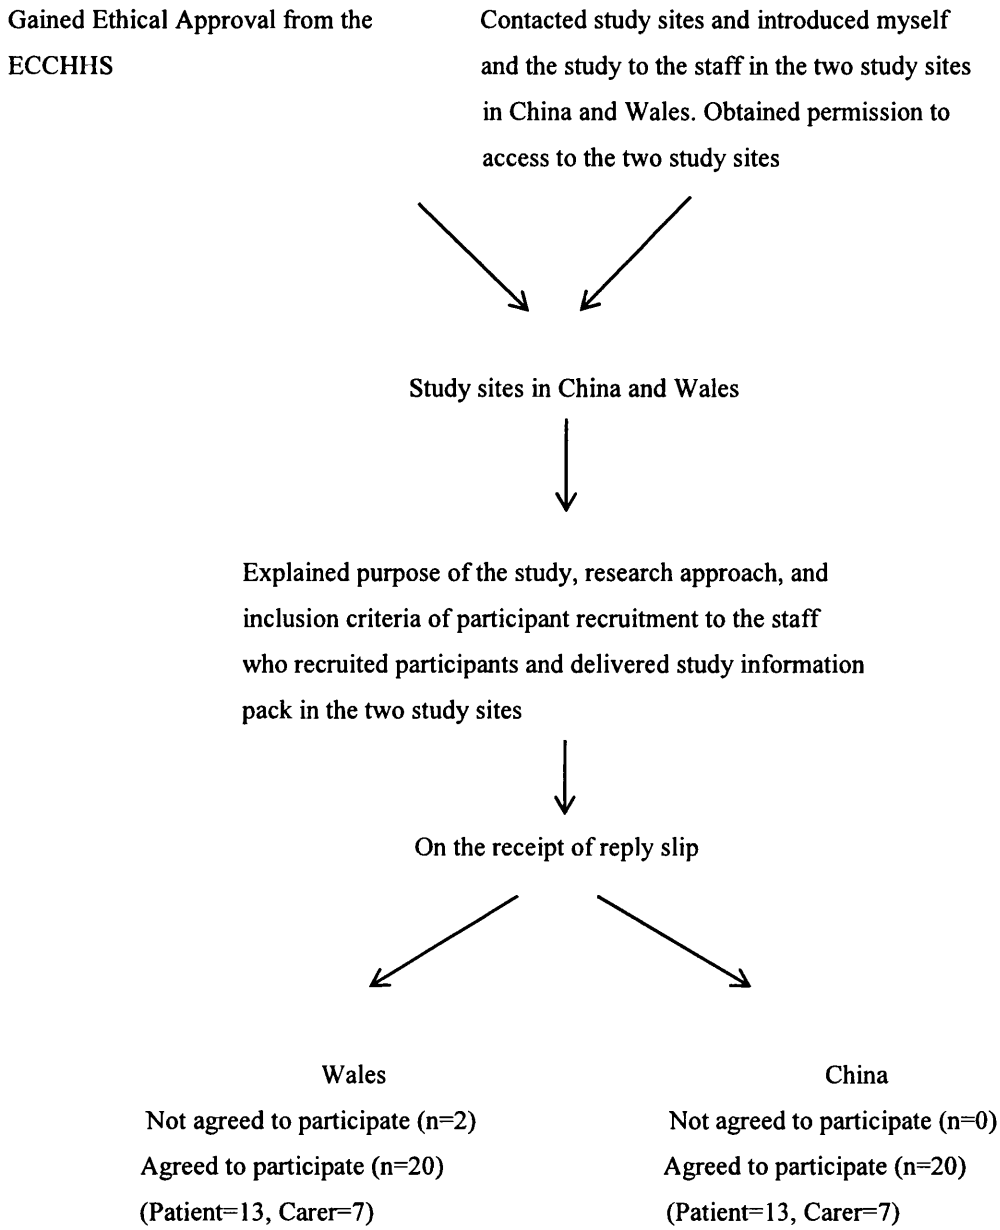 Gained Ethical Approval from the
ECCHHS
Contacted study sites and introduced myself
and the study to the staff in the two study sites
in China and Wales. Obtained permission to
access to the two study sites
Study sites in China and Wales
Explained purpose of the study, research approach, and
inclusion criteria of participant recruitment to the staff
who recruited participants and delivered study information
pack in the two study sites
On the receipt of reply slip
Wales
Not agreed to participate (n=2)
Agreed to participate (n=20)
(Patient=13, Carer=7)
China
Not agreed to participate (n=0)
Agreed to participate (n=20)
(Patient=13, Carer=7)